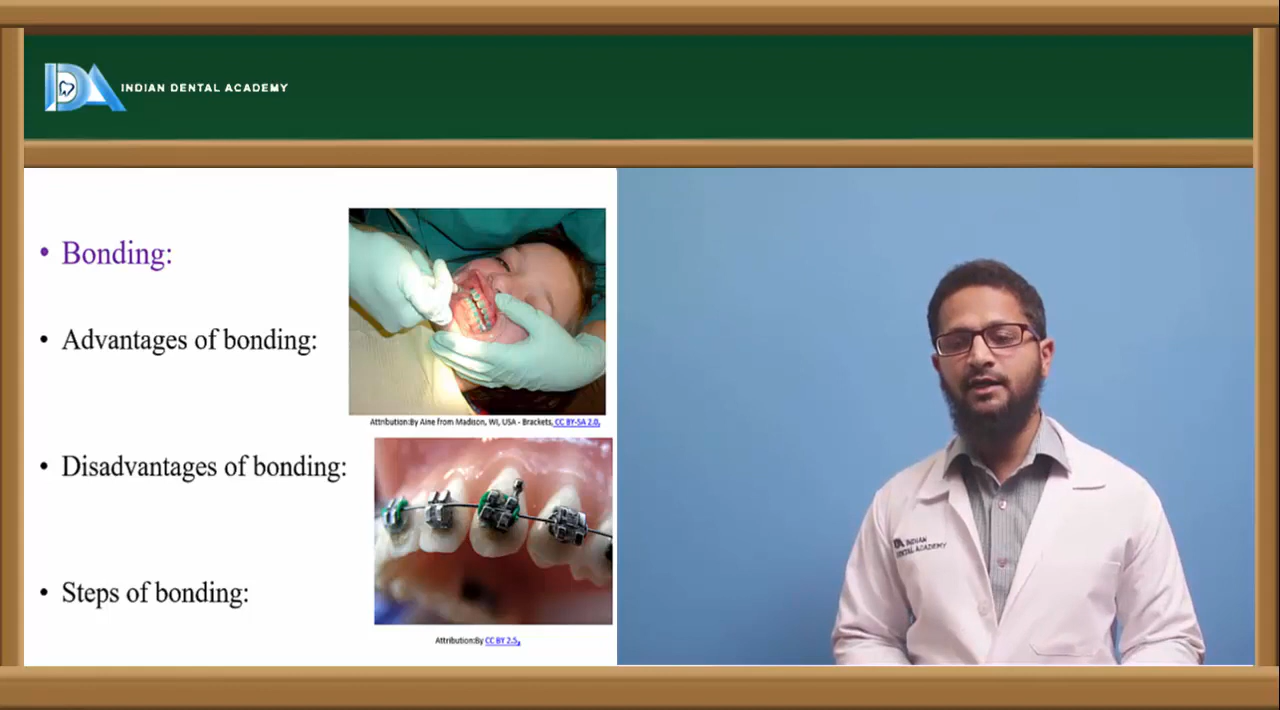 INDIAN DENTAL ACADEMY
• Bonding:
• Advantages of bonding:
Attribution:By Aine from Madison, WI, USA - Brackets, CC BY-SA 2.0,
• Disadvantages of bonding:
• Steps of bonding:
Attribution:By CC BY 2.5,
INDIAN
DENTAL ACADEMY